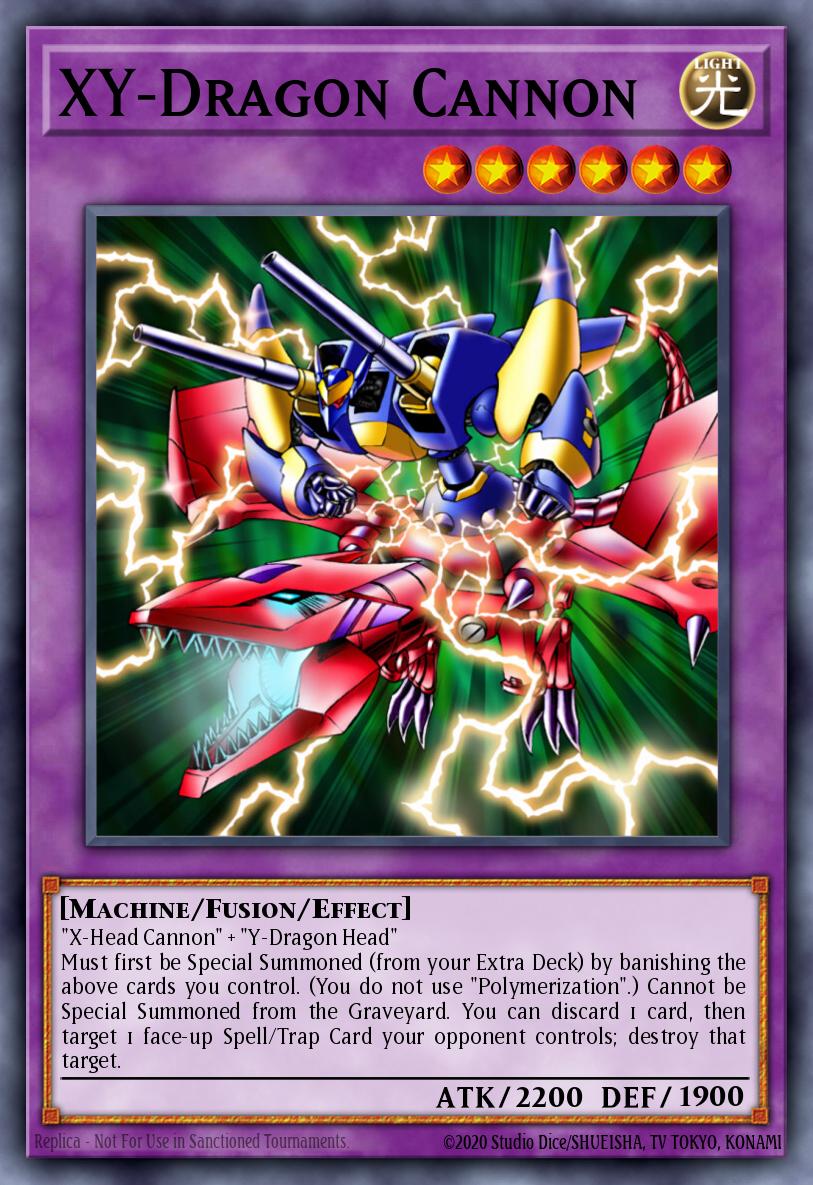 XY-Dragon Cannon
LIGHT
光
[Machine/Fusion/Effect]
"X-Head Cannon" + "Y-Dragon Head"
Must first be Special Summoned (from your Extra Deck) by banishing the
above cards you control. (You do not use "Polymerization".) Cannot be
Special Summoned from the Graveyard. You can discard 1 card, then
target 1 face-up Spell/Trap Card your opponent controls; destroy that
target.
ATK/2200 DEF/1900
Replica - Not For Use in Sanctioned Tournaments.
©2020 Studio Dice/SHUEISHA, TV TOKYO, KONAMI